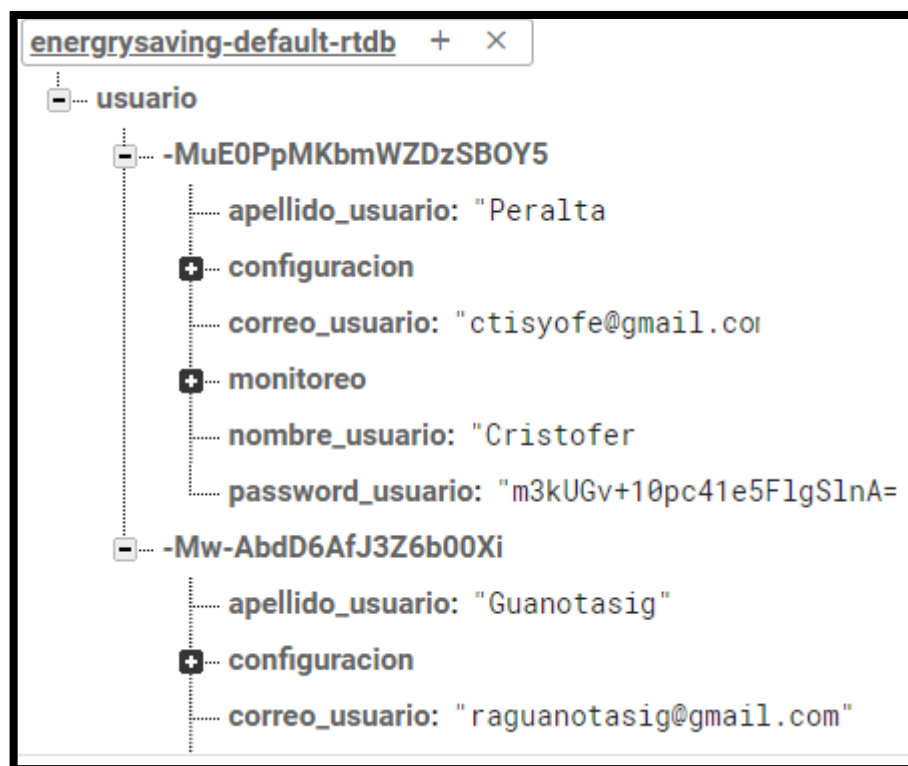 energrysaving-default-rtdb + ×
usuario
-MuE0PpMKbmWZDzSBOY5
apellido_usuario: "Peralta
configuracion
correo_usuario: "ctisyofe@gmail.co
monitoreo
nombre_usuario: "Cristofer
password_usuario: "m3kUGv+10pc41e5FlgSlnA=
-Mw-AbdD6AfJ3Z6b00Xi
apellido_usuario: "Guanotasig"
configuracion
correo_usuario: "raguanotasig@gmail.com"